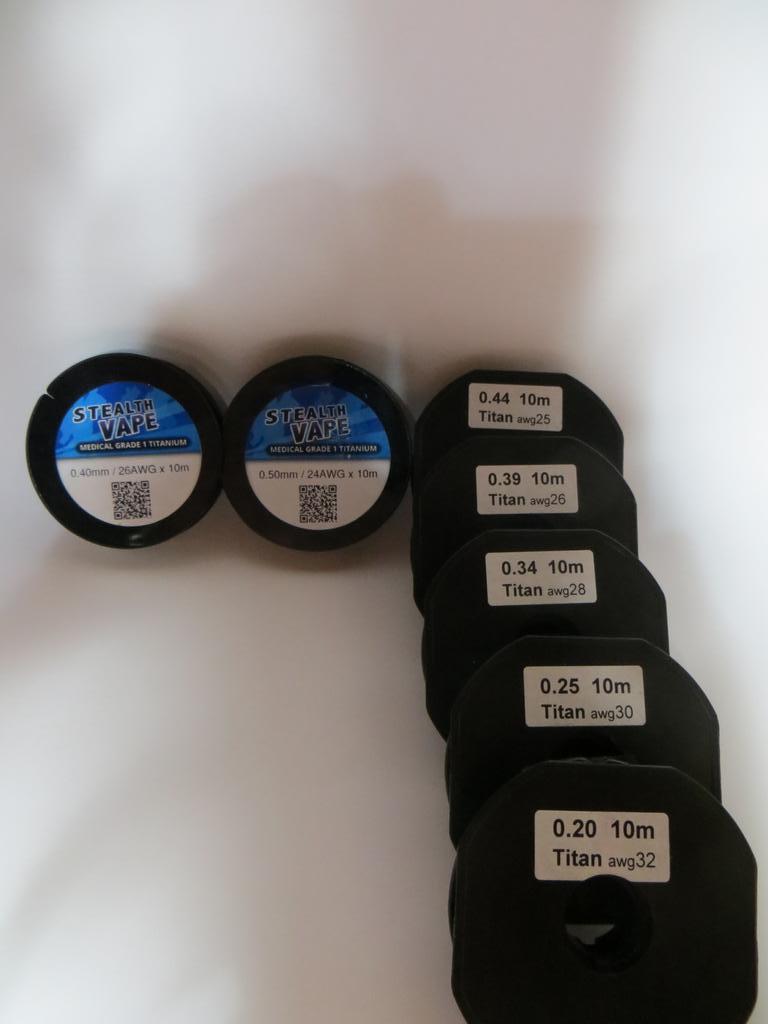 STEALTH
VAPE
MEDICAL GRADE 1 TITANIUM
0.40mm / 26AWG x 10m
STEALTH
VAPE
MEDICAL GRADE 1 TITANIUM
0.50mm / 24AWG x 10m
0.44 10m
Titan awg25
0.39 10m
Titan awg26
0.34 10m
Titan awg28
0.25 10m
Titan awg30
0.20 10m
Titan awg32